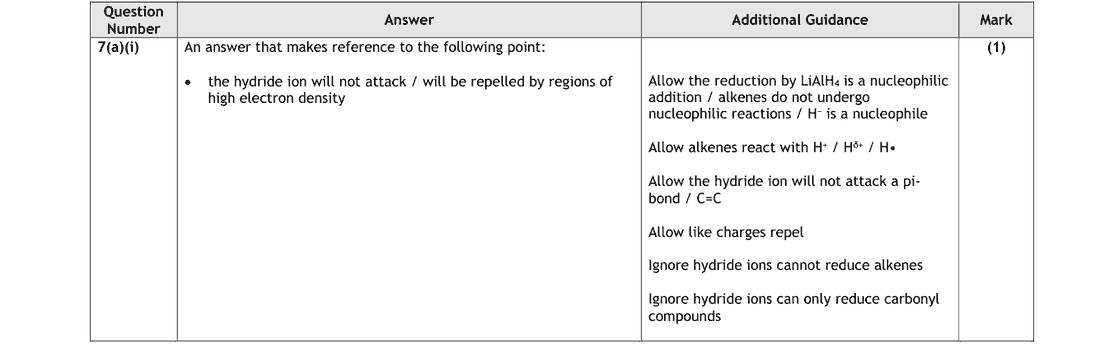 Question Number Answer Additional Guidance Mark
7(a)(i) An answer that makes reference to the following point: (1)
• the hydride ion will not attack / will be repelled by regions of
high electron density
Allow the reduction by LiAlH₄ is a nucleophilic
addition / alkenes do not undergo
nucleophilic reactions / H⁻ is a nucleophile
Allow alkenes react with H⁺ / Hᵟ⁺ / H•
Allow the hydride ion will not attack a pi-
bond / C=C
Allow like charges repel
Ignore hydride ions cannot reduce alkenes
Ignore hydride ions can only reduce carbonyl
compounds